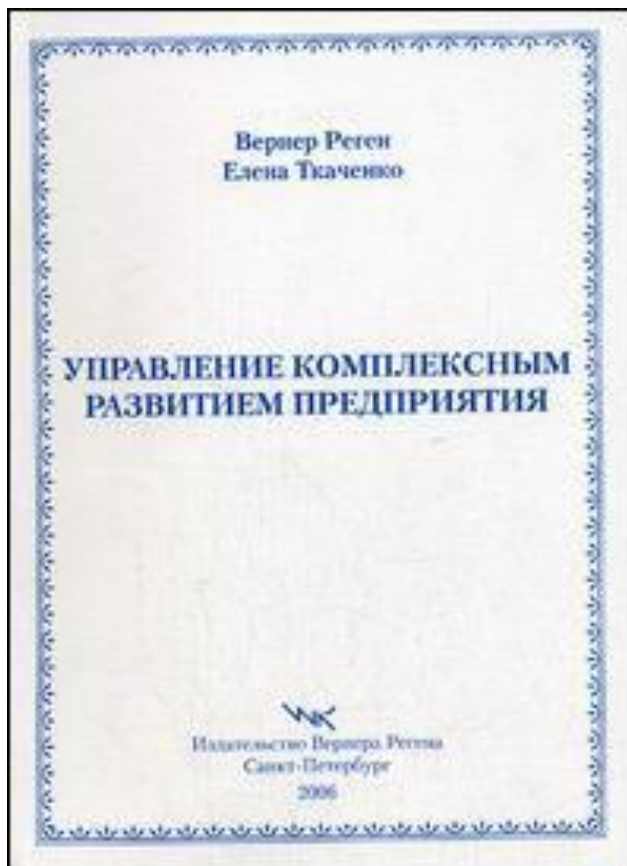 Вернер Реген
Елена Ткаченко
УПРАВЛЕНИЕ КОМПЛЕКСНЫМ
РАЗВИТИЕМ ПРЕДПРИЯТИЯ
Издательство Вернера Регена
Санкт-Петербург
2006